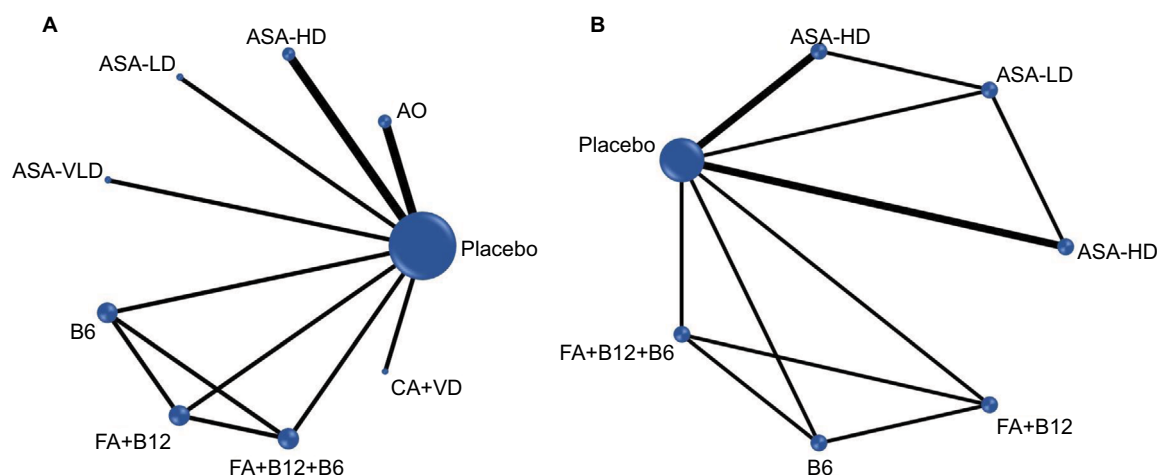 A
ASA-HD
ASA-LD
AO
ASA-VLD
Placebo
B6
CA+VD
FA+B12
FA+B12+B6
B
ASA-HD
ASA-LD
Placebo
ASA-HD
FA+B12+B6
FA+B12
B6